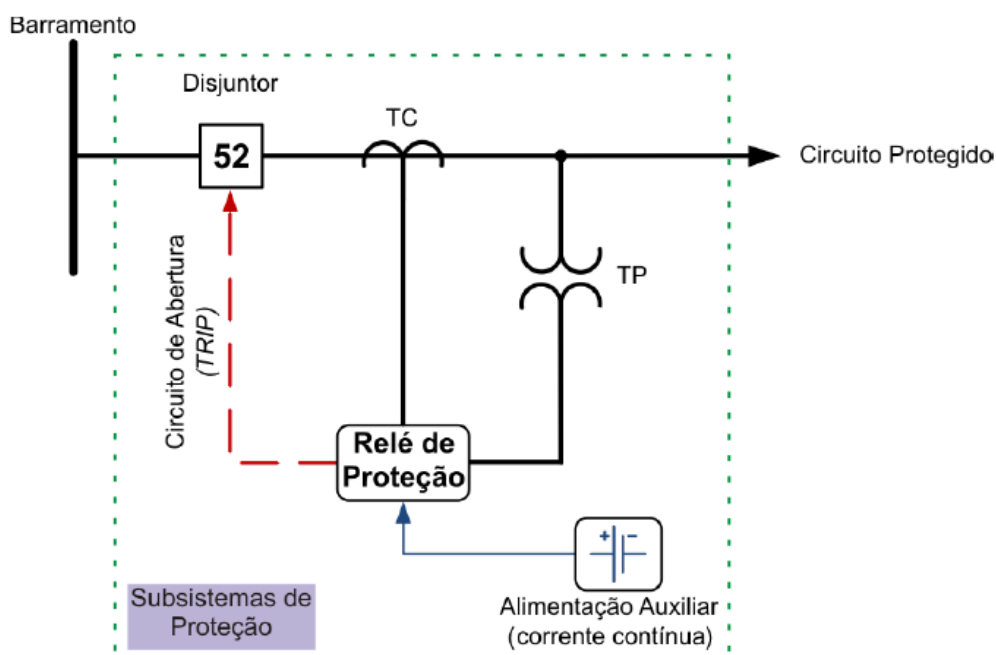 Barramento
Disjuntor
TC
52
Circuito Protegido
TP
Circuito de Abertura
(TRIP)
Relé de
Proteção
+ -
Subsistemas de
Proteção
Alimentação Auxiliar
(corrente contínua)